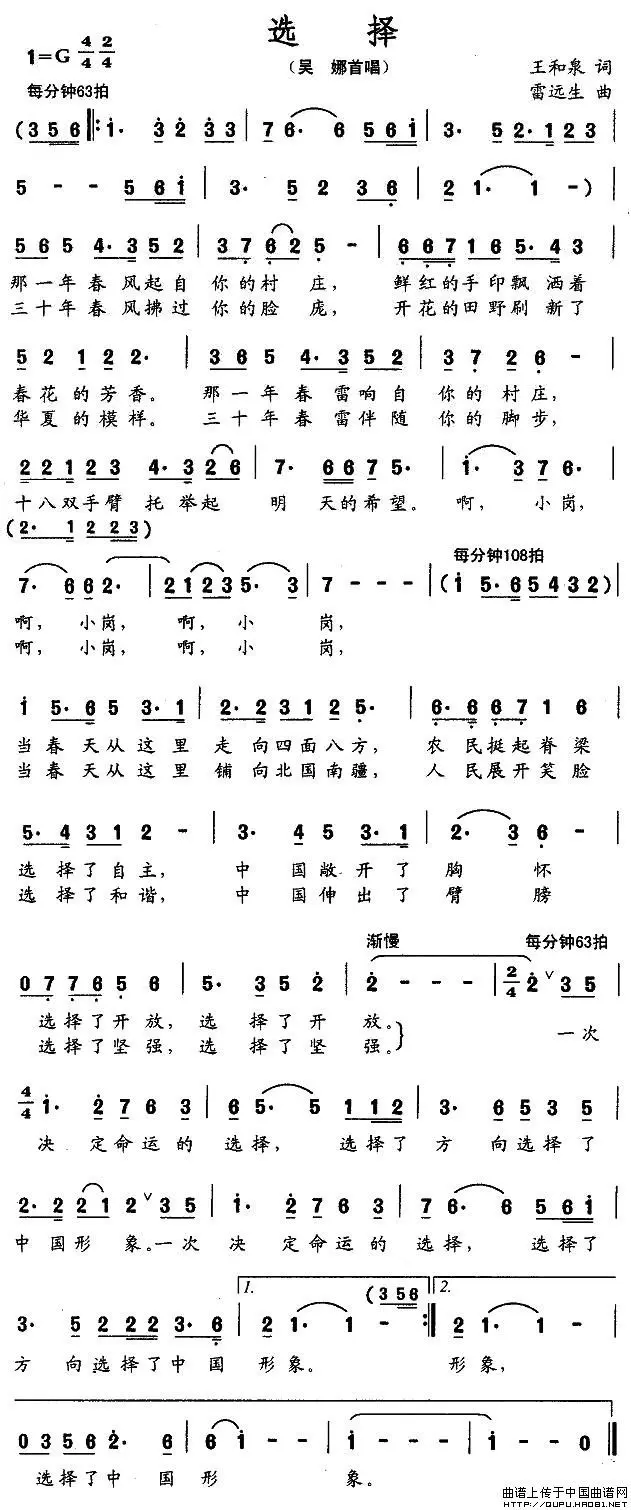 选 择
1=G 4/4 2/4
(吴 娜首唱)
王和泉 词
每分钟63拍
雷远生 曲
(3 5 6 ‖: 1· 3 2 3 3 | 7 6· 6 5 6 1 | 3· 5 2· 1 1 2 3 |
5 - - 5 6 1 | 3· 5 2 3 6 | 2 1· 1 - )
5 6 5 4· 3 5 2 | 3 7 6 2 5 - | 6 6 7 1 6 5· 4 3
那一年春风起自 你的村 庄, 鲜红的手印飘 洒着
三十年春风拂过 你的脸 庞, 开花的田野刷 新了
5 2 1 2 2· | 3 6 5 4· 3 5 2 | 3 7 2 6 -
春花的芳香。 那一年春雷响自 你的 村庄,
华夏的模样。 三十年春雷伴随 你的 脚步,
2 2 1 2 3 4· 3 2 6 | 7· 6 6 7 5· | 1· 3 7 6·
十八双手臂 托举起 明 天的希望。 啊, 小岗,
(2· 1 2 2 3)
每分钟108拍
7· 6 6 2· | 2 1 2 3 5· 3 | 7 - - - | (1 5· 6 5 4 3 2)
啊, 小岗, 啊, 小 岗,
啊, 小岗, 啊, 小 岗,
1 5· 6 5 3· 1 | 2· 2 3 1 2 5· | 6· 6 6 7 1 6
当春天从这里 走向四面八方, 农民挺起脊梁
当春天从这里 铺向北国南疆, 人民展开笑脸
5· 4 3 1 2 - | 3· 4 5 3· 1 | 2· 3 6 -
选择了自主, 中 国敞开了胸 怀
选择了和谐, 中 国伸出了臂 膀
渐慢 每分钟63拍
0 7 7 6 5 6 | 5· 3 5 2 | 2 - - - | 2/4 2 ∨ 3 5
选择了开放, 选 择了开 放。
选择了坚强, 选 择了坚 强。} 一次
4/4 1· 2 7 6 3 | 6 5· 5 1 1 2 | 3· 6 5 3 5
决 定命运的 选择, 选择了 方 向选择了
2· 2 2 1 2 ∨ 3 5 | 1· 2 7 6 3 | 7 6· 6 5 6 1
中国形 象。一次 决 定命运的 选择, 选择了
1. (3 5 6 2.
3· 5 2 2 2 3· 6 | 2 1· 1 - :‖ 2 1· 1 -
方 向选择了中国 形象。 形象,
0 3 5 6 2· 6 | 6 1 - - | 1 - - - | 1 - - 0 ‖
选择了中 国形 象。
曲谱上传于中国曲谱网
HTTP://QUPU.HAO81.NET